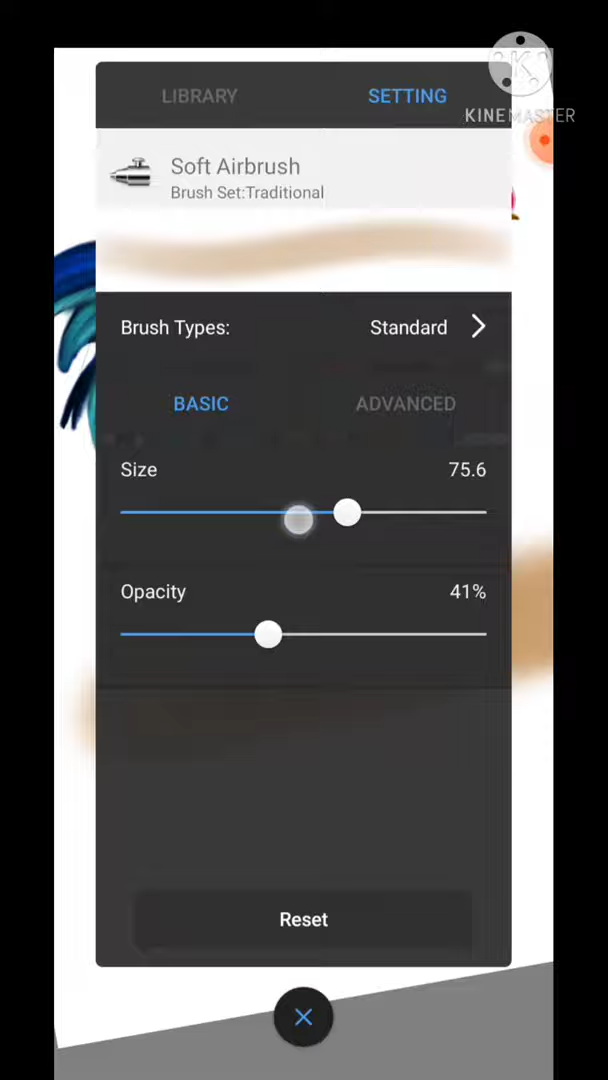 LIBRARY
SETTING
KINEMASTER
Soft Airbrush
Brush Set:Traditional
Brush Types:
Standard
BASIC
ADVANCED
Size
75.6
Opacity
41%
Reset